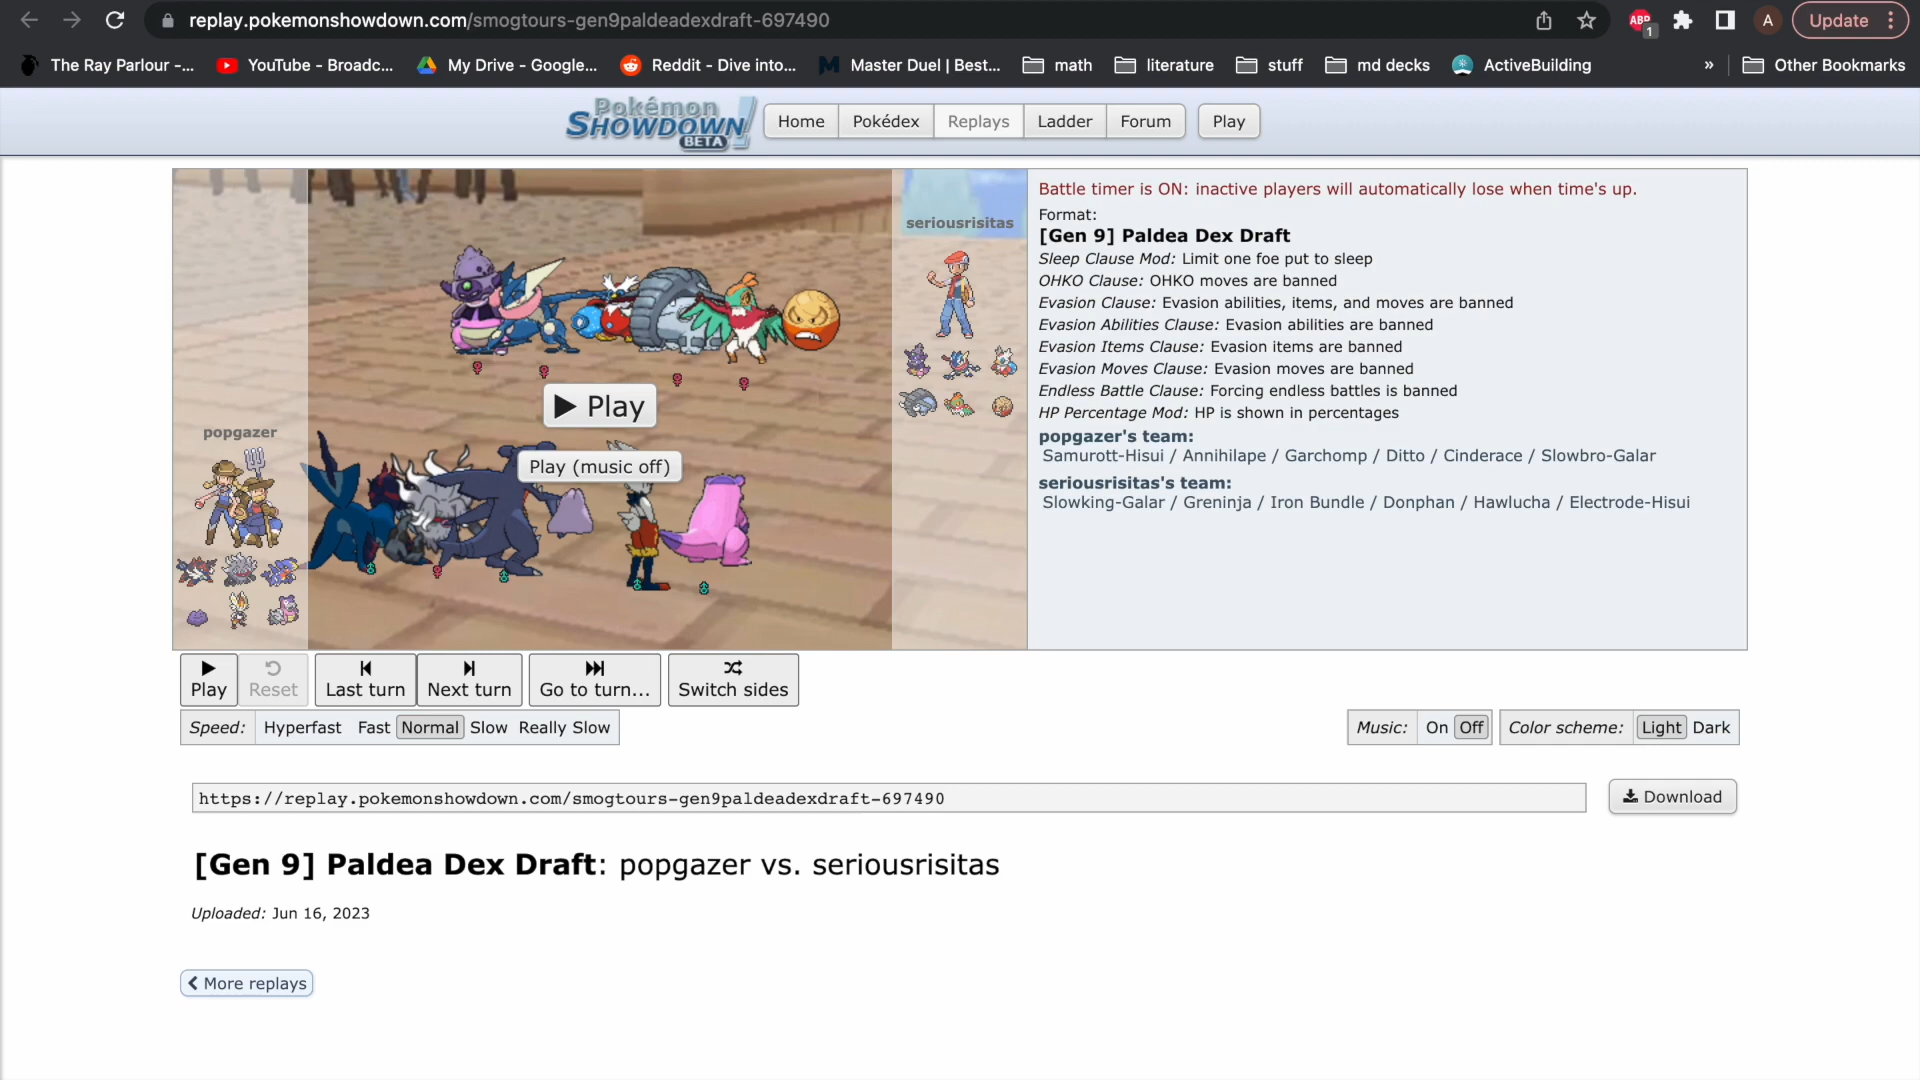 replay.pokemonshowdown.com/smogtours-gen9paldeadexdraft-697490
ABP
1
A
Update
The Ray Parlour -...
YouTube - Broadc...
My Drive - Google...
Reddit - Dive into...
Master Duel | Best...
math
literature
stuff
md decks
ActiveBuilding
»
Other Bookmarks
Pokémon
Showdown!
BETA
Home
Pokédex
Replays
Ladder
Forum
Play
seriousrisitas
popgazer
Play
Play (music off)
Battle timer is ON: inactive players will automatically lose when time's up.
Format:
[Gen 9] Paldea Dex Draft
Sleep Clause Mod: Limit one foe put to sleep
OHKO Clause: OHKO moves are banned
Evasion Clause: Evasion abilities, items, and moves are banned
Evasion Abilities Clause: Evasion abilities are banned
Evasion Items Clause: Evasion items are banned
Evasion Moves Clause: Evasion moves are banned
Endless Battle Clause: Forcing endless battles is banned
HP Percentage Mod: HP is shown in percentages
popgazer's team:
Samurott-Hisui / Annihilape / Garchomp / Ditto / Cinderace / Slowbro-Galar
seriousrisitas's team:
Slowking-Galar / Greninja / Iron Bundle / Donphan / Hawlucha / Electrode-Hisui
Play
Reset
Last turn
Next turn
Go to turn...
Switch sides
Speed: Hyperfast Fast Normal Slow Really Slow
Music: On Off
Color scheme: Light Dark
https://replay.pokemonshowdown.com/smogtours-gen9paldeadexdraft-697490
Download
[Gen 9] Paldea Dex Draft: popgazer vs. seriousrisitas
Uploaded: Jun 16, 2023
More replays